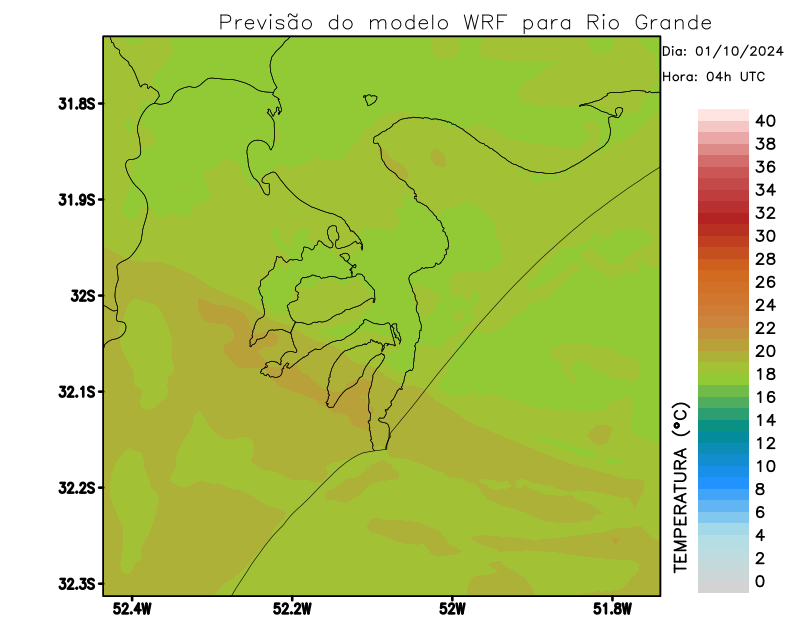 Previsão do modelo WRF para Rio Grande
Dia: 01/10/2024
Hora: 04h UTC
31.8S
31.9S
32S
32.1S
32.2S
32.3S
52.4W
52.2W
52W
51.8W
TEMPERATURA (°C)
40
38
36
34
32
30
28
26
24
22
20
18
16
14
12
10
8
6
4
2
0